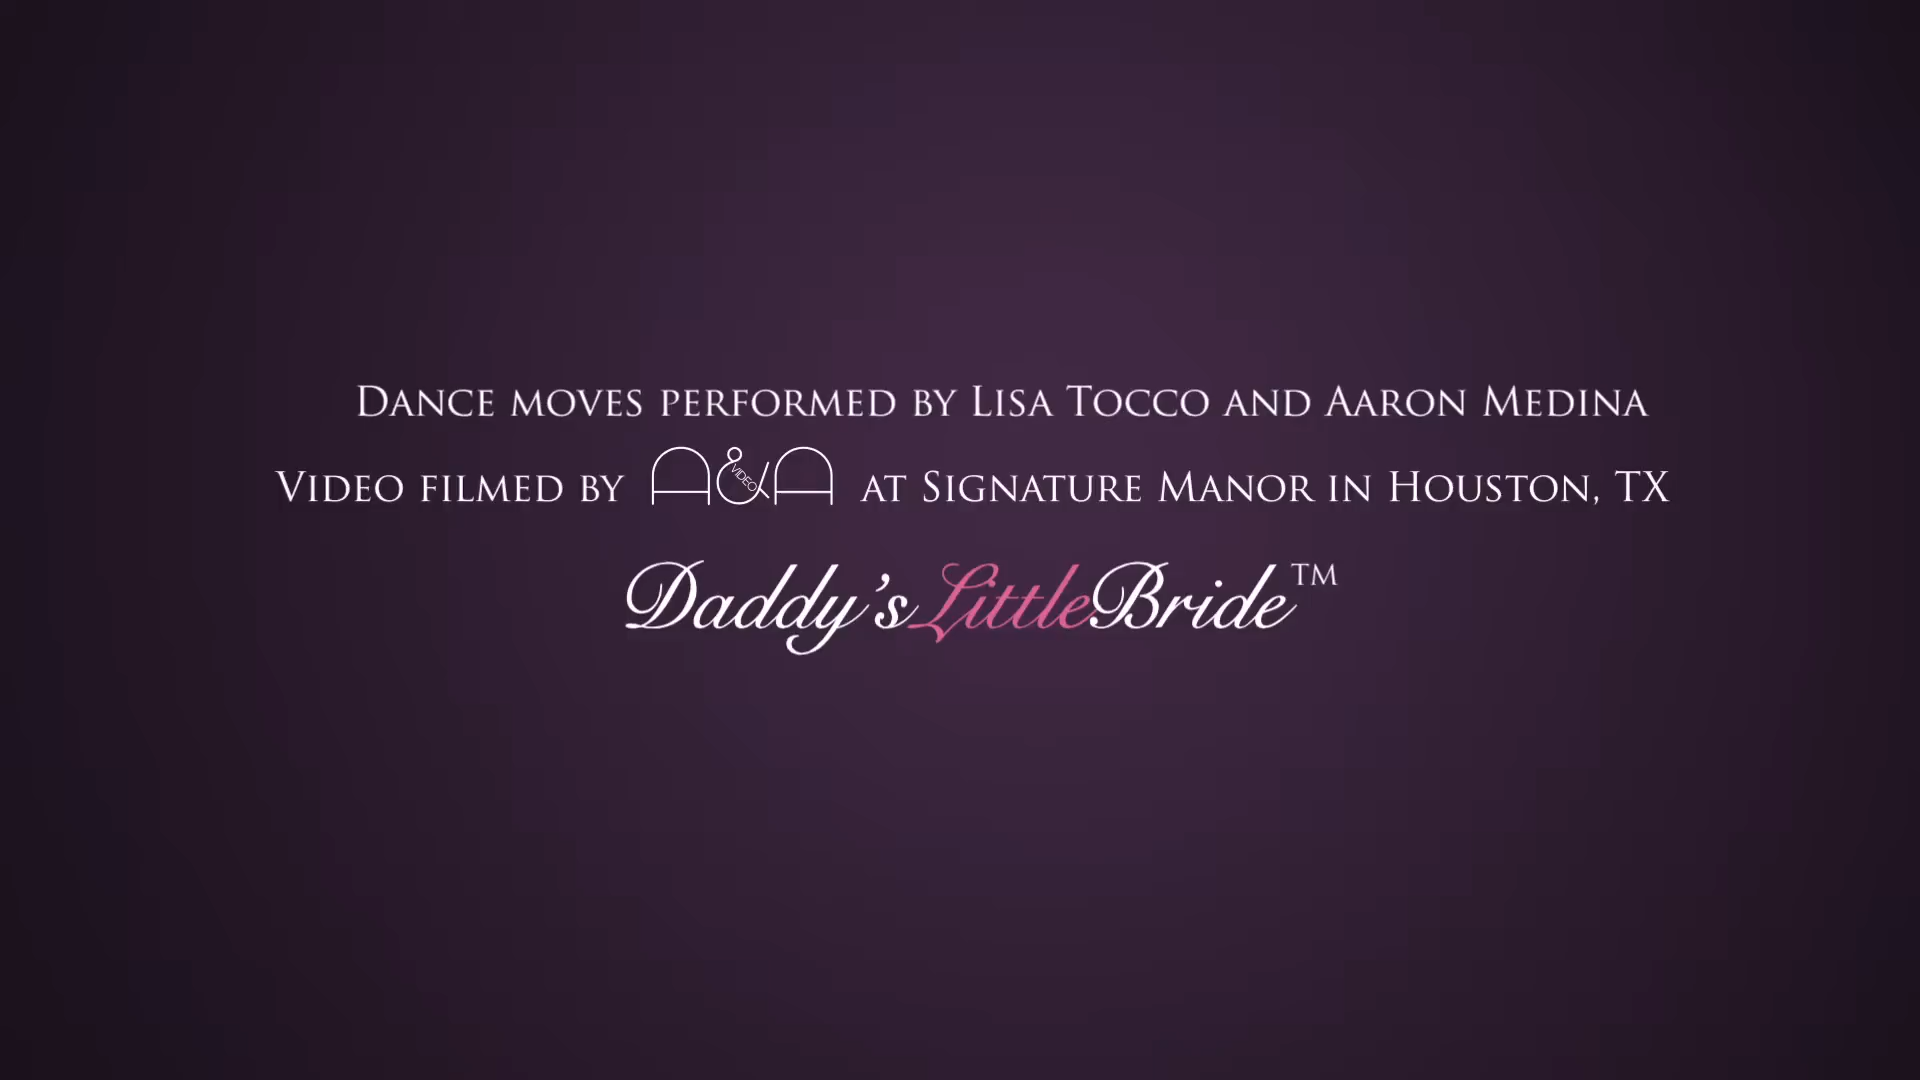 Dance moves performed by Lisa Tocco and Aaron Medina
Video filmed by A&A VIDEO at Signature Manor in Houston, TX
Daddy's Little Bride™